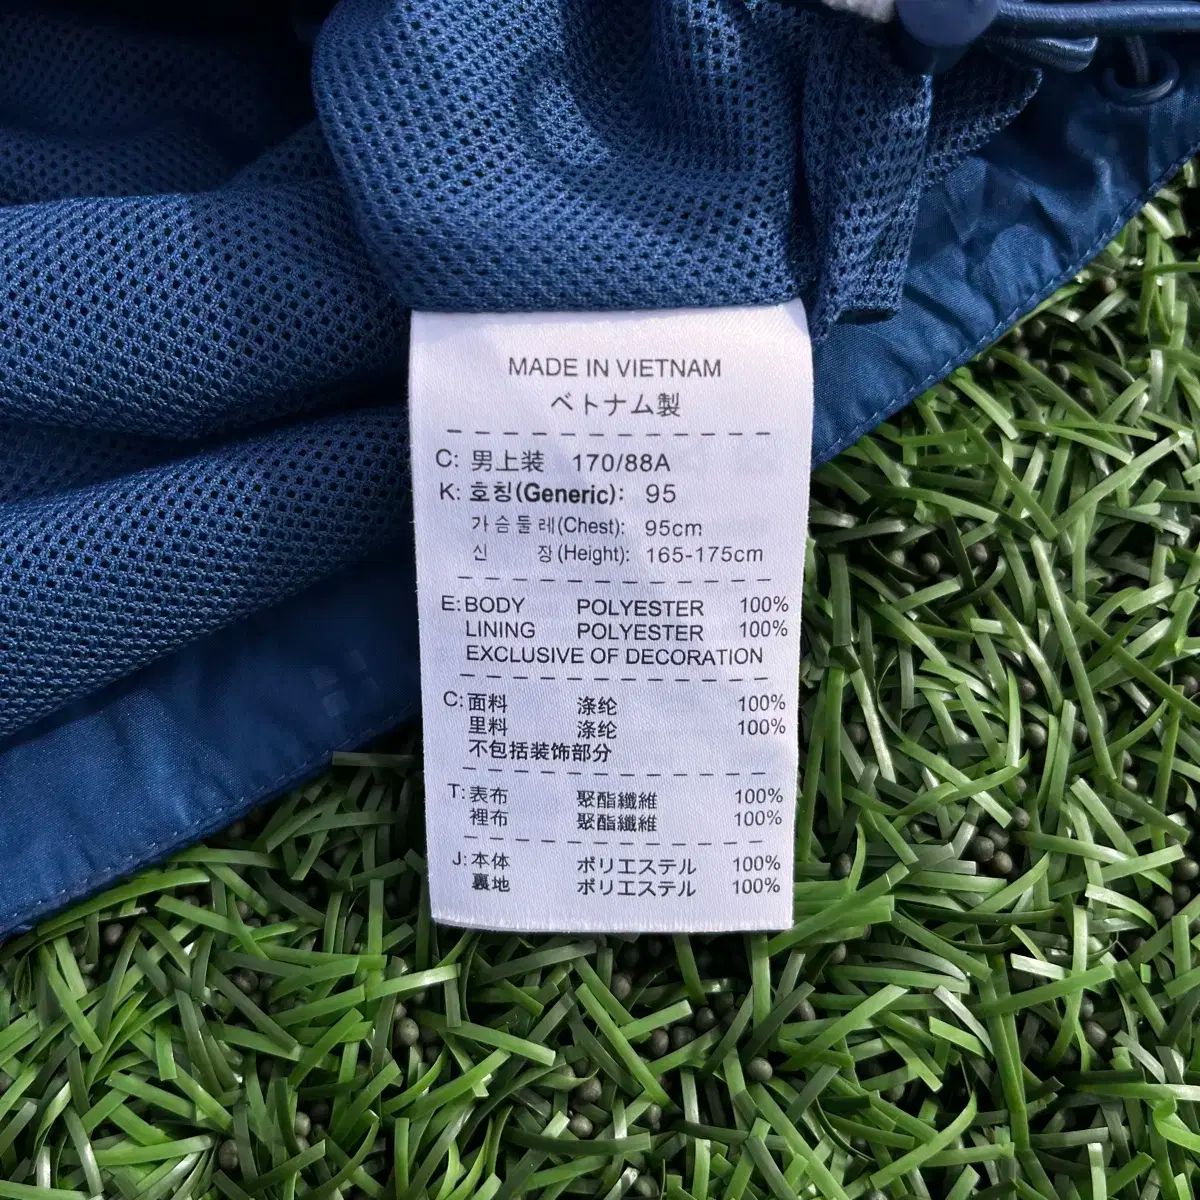 MADE IN VIETNAM
ベトナム製
C: 男上装 170/88A
K: 호칭(Generic): 95
가슴둘레(Chest): 95cm
신 징(Height): 165-175cm
E: BODY POLYESTER 100%
LINING POLYESTER 100%
EXCLUSIVE OF DECORATION
C: 面料 涤纶 100%
里料 涤纶 100%
不包括装饰部分
T: 表布 聚酯纖維 100%
裡布 聚酯纖維 100%
J: 本体 ポリエステル 100%
裏地 ポリエステル 100%